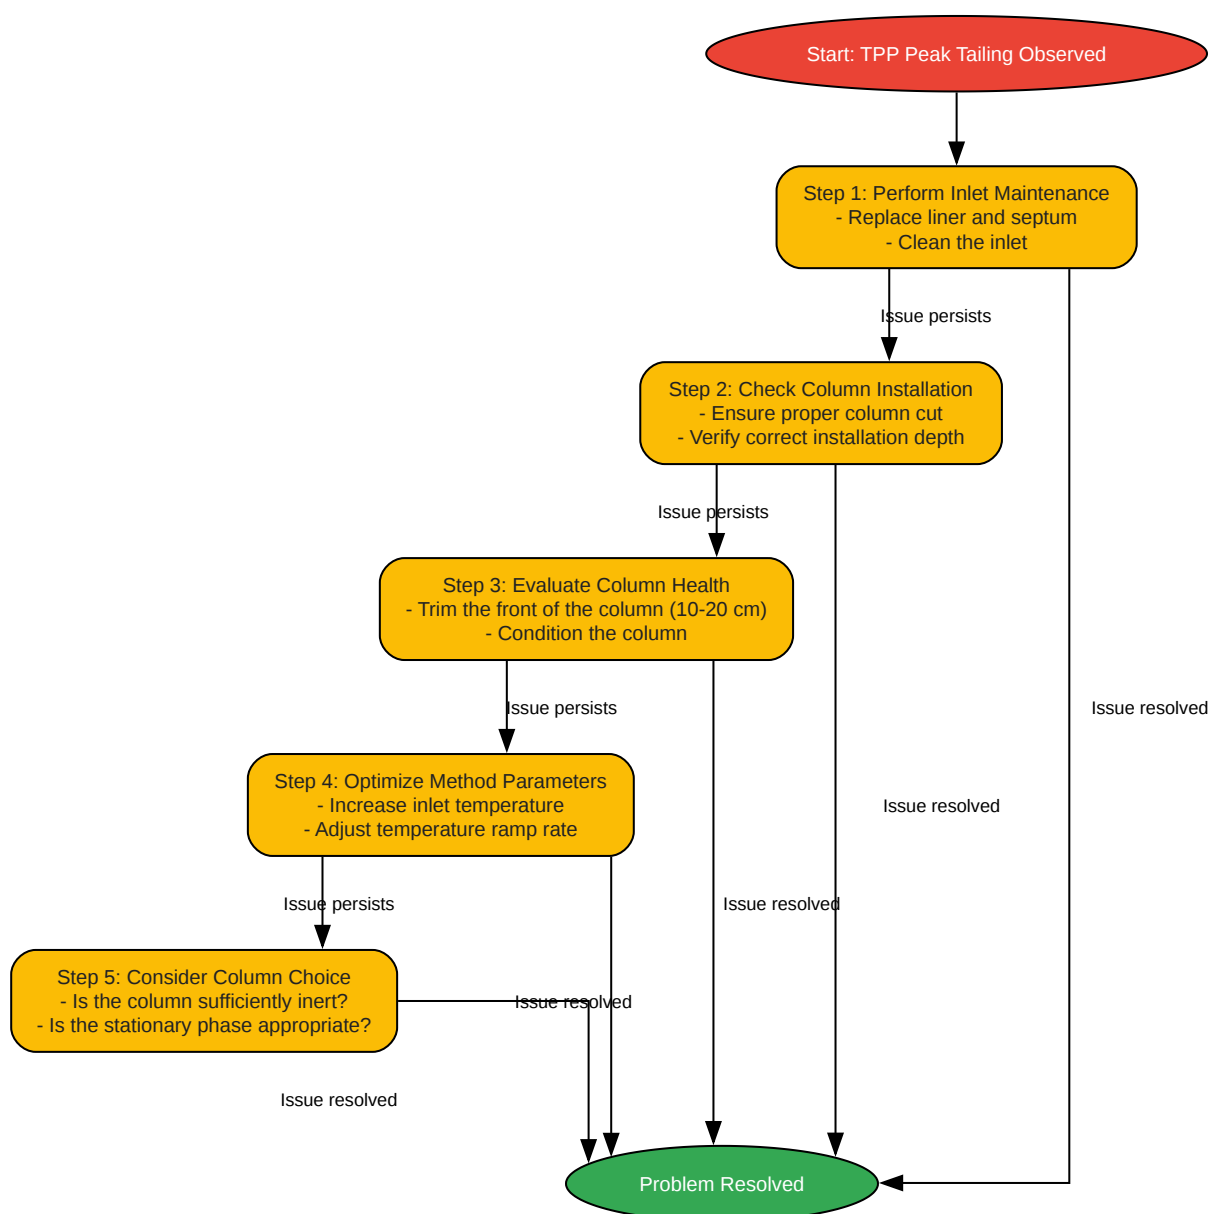 Start: TPP Peak Tailing Observed
Step 1: Perform Inlet Maintenance
- Replace liner and septum
- Clean the inlet
Issue persists
Step 2: Check Column Installation
- Ensure proper column cut
- Verify correct installation depth
Issue persists
Step 3: Evaluate Column Health
- Trim the front of the column (10-20 cm)
- Condition the column
Issue persists
Issue resolved
Step 4: Optimize Method Parameters
- Increase inlet temperature
- Adjust temperature ramp rate
Issue resolved
Issue persists
Issue resolved
Step 5: Consider Column Choice
- Is the column sufficiently inert?
- Is the stationary phase appropriate?
Issue resolved
Issue resolved
Problem Resolved